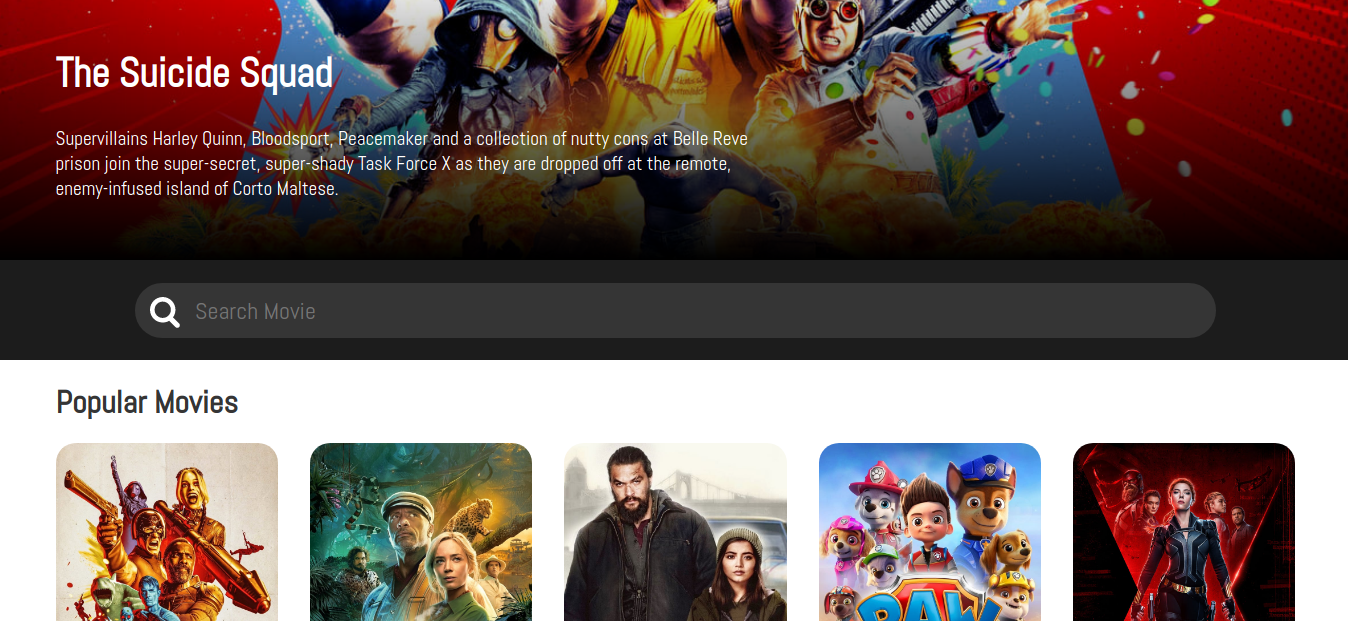 The Suicide Squad
Supervillains Harley Quinn, Bloodsport, Peacemaker and a collection of nutty cons at Belle Reve
prison join the super-secret, super-shady Task Force X as they are dropped off at the remote,
enemy-infused island of Corto Maltese.
Search Movie
Popular Movies
PAW